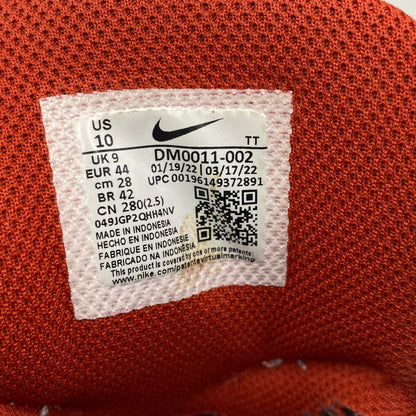 US
10
TT
UK 9
DM0011-002
EUR 44
01/19/22 03/17/22
cm 28
UPC 00196149372891
BR 42
CN 280(2.5)
049JGP2QHH4NV
MADE IN INDONESIA
HECHO EN INDONESIA
FABRIQUE EN INDONESIE
FABRICADO NA INDONESIA
This product is covered by one or more patents.
www.nike.com/patentsvirtualmarking